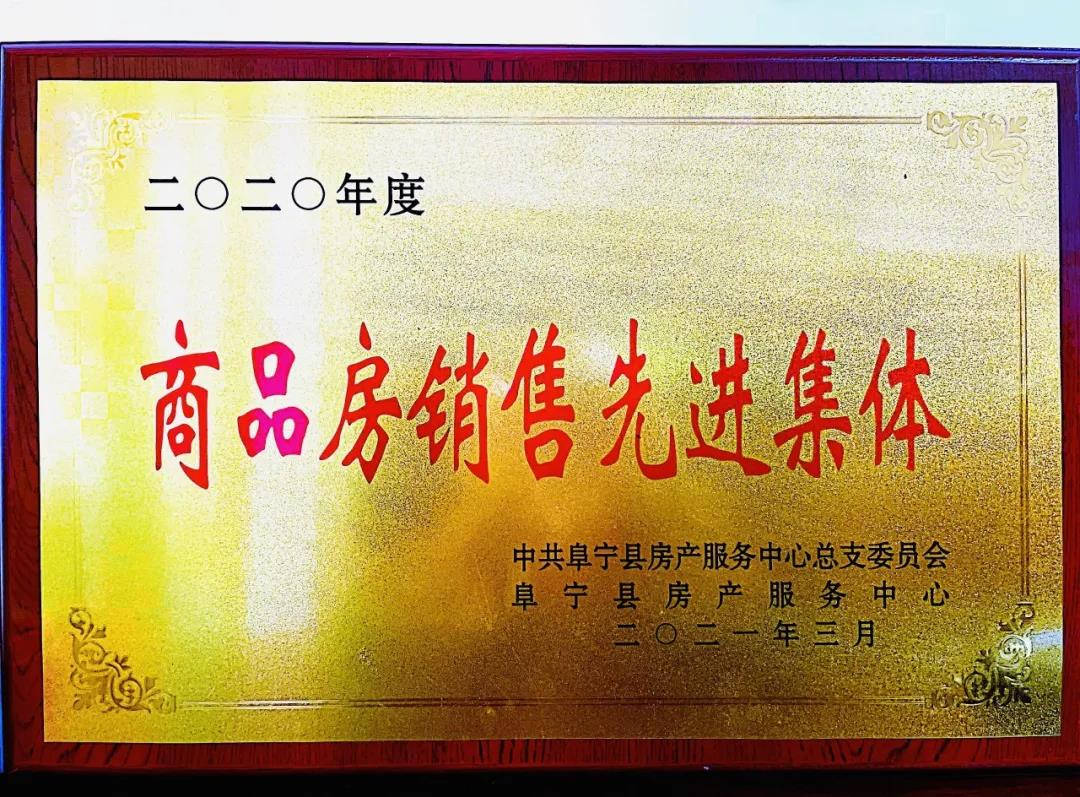 二〇二〇年度
商品房销售先进集体
中共阜宁县房产服务中心总支委员会
阜宁县房产服务中心
二〇二一年三月